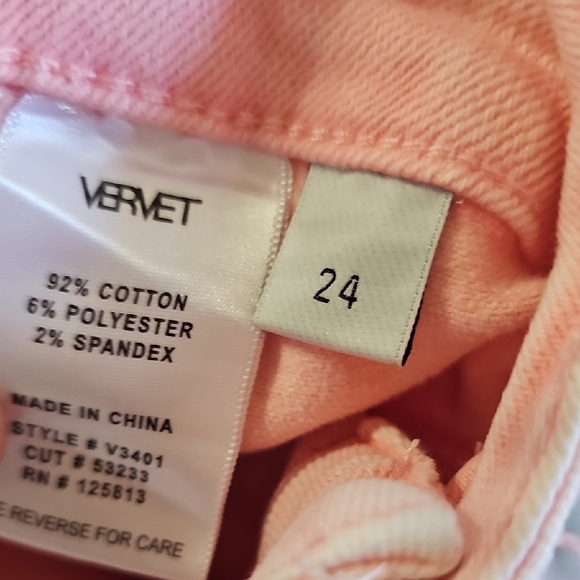 VERVET
92% COTTON
6% POLYESTER
2% SPANDEX
MADE IN CHINA
STYLE # V3401
CUT # 53233
RN # 125813
REVERSE FOR CARE
24